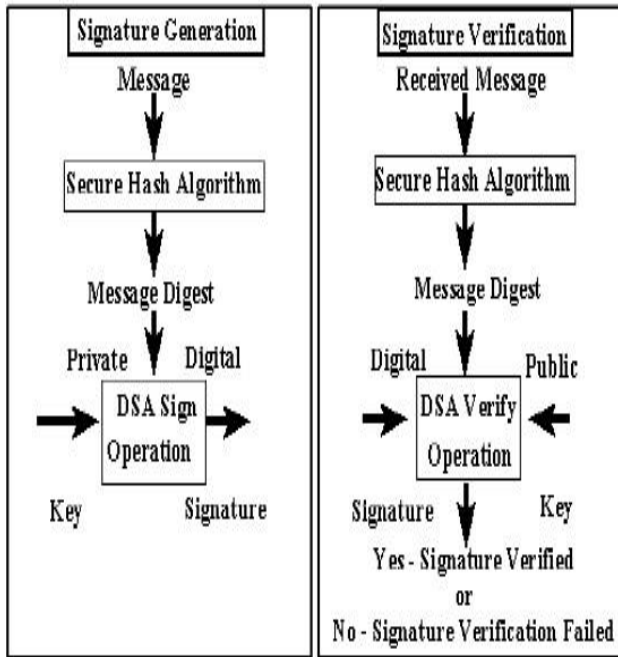 Signature Generation
Message
Secure Hash Algorithm
Message Digest
Private Digital
DSA Sign
Operation
Key Signature
Signature Verification
Received Message
Secure Hash Algorithm
Message Digest
Digital Public
DSA Verify
Operation
Signature Key
Yes - Signature Verified
or
No - Signature Verification Failed